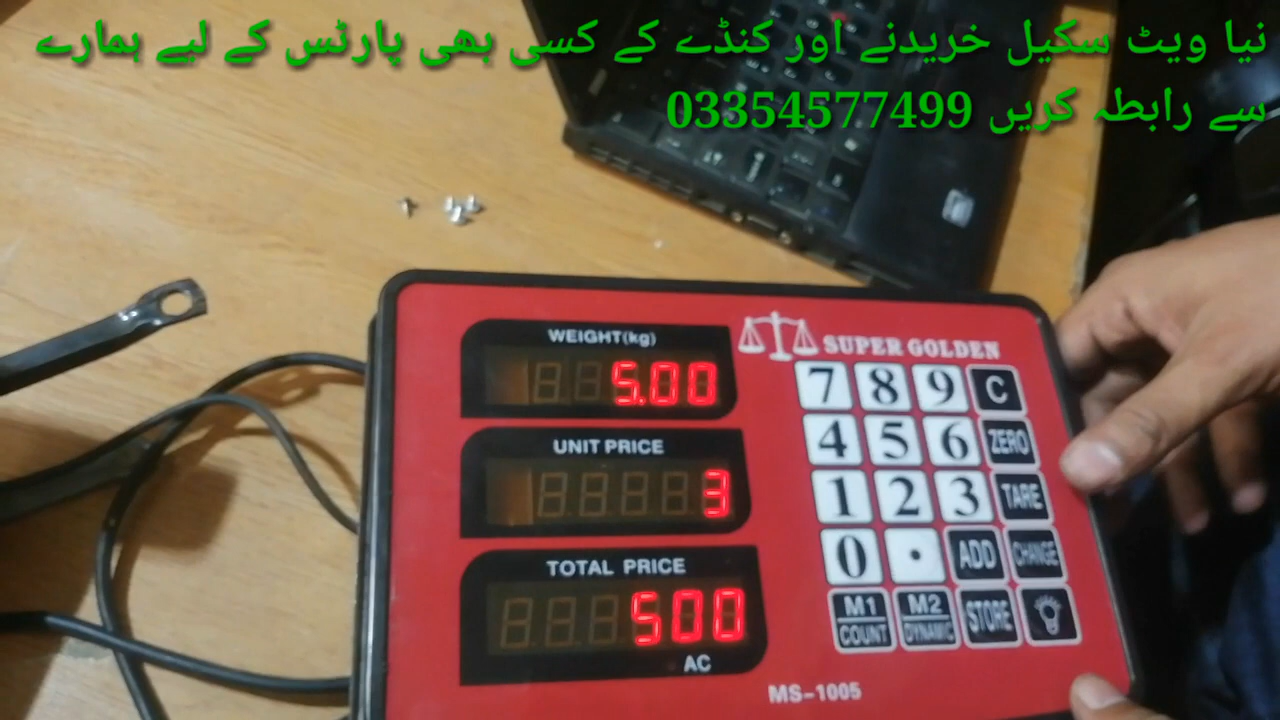 نیا ویٹ سکیل خریدنے اور کنڈے کے کسی بھی پارٹس کے لیے ہمارے
سے رابطہ کریں 03354577499
SUPER GOLDEN
WEIGHT(kg)
5.00
UNIT PRICE
3
TOTAL PRICE
500
AC
7 8 9 C
4 5 6 ZERO
1 2 3 TARE
0 . ADD CHANGE
M1 M2 STORE
COUNT DYNAMIC
MS-1005